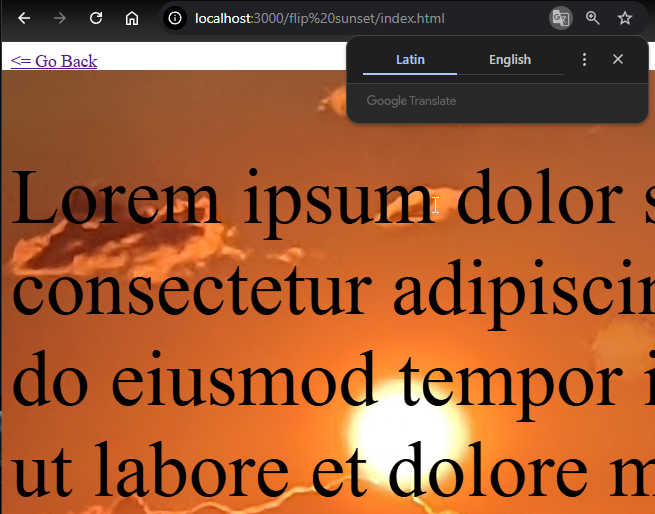 localhost:3000/flip%20sunset/index.html
<= Go Back
Latin English
Google Translate
Lorem ipsum dolor s
consectetur adipiscin
do eiusmod tempor i
ut labore et dolore m